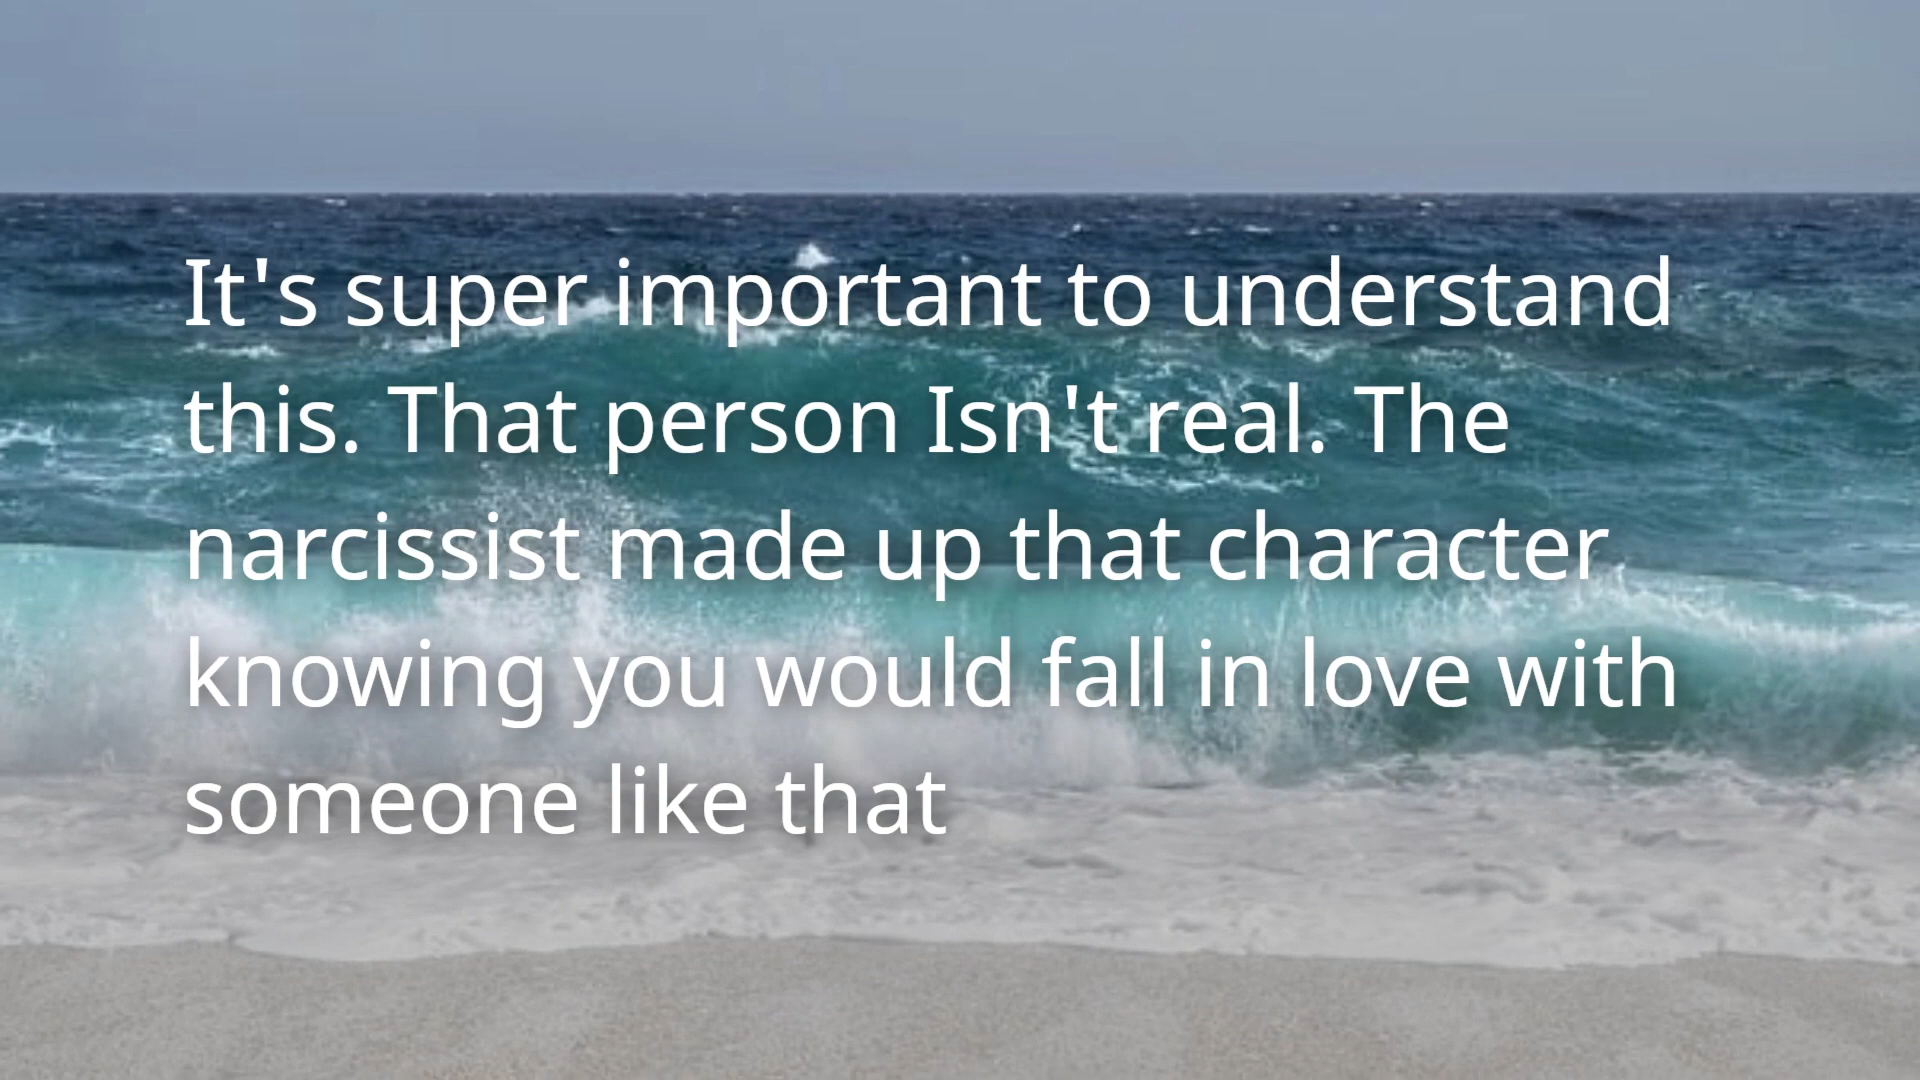 It's super important to understand
this. That person Isn't real. The
narcissist made up that character
knowing you would fall in love with
someone like that